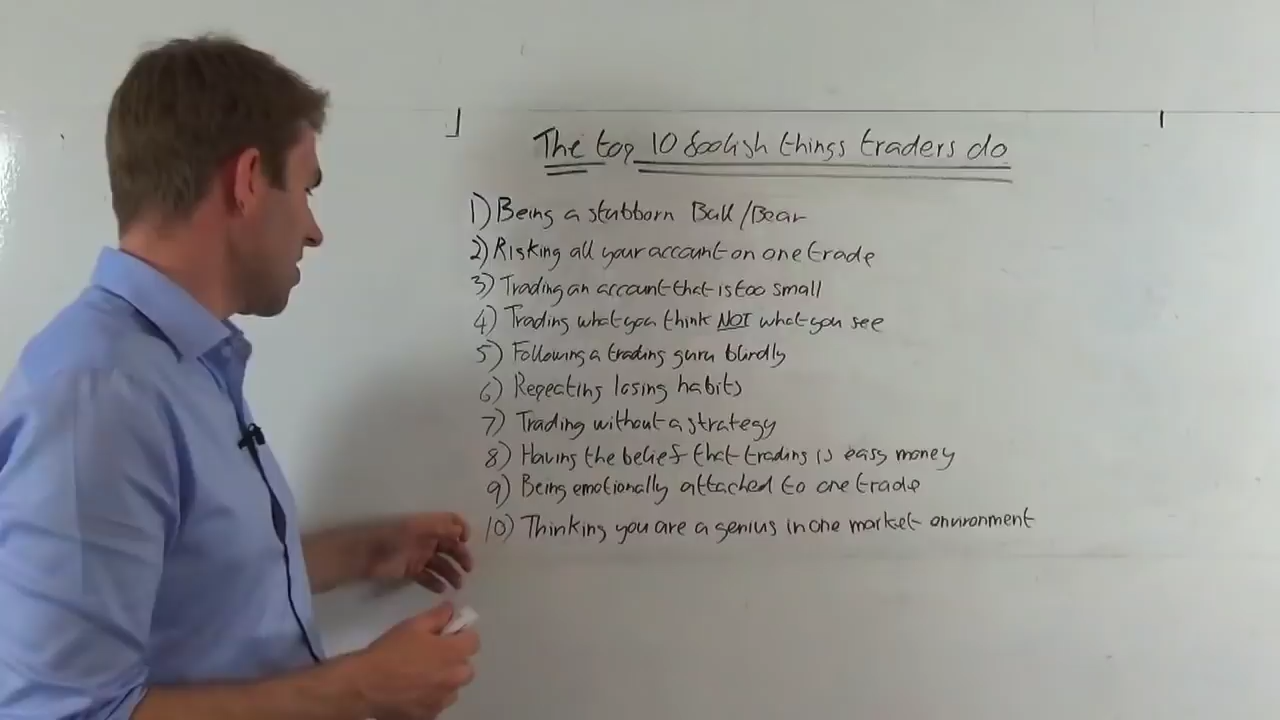 The top 10 foolish things traders do
1) Being a stubborn Bull/Bear
2) Risking all your account on one trade
3) Trading an account that is too small
4) Trading what you think NOT what you see
5) Following a trading guru blindly
6) Repeating losing habits
7) Trading without a strategy
8) Having the belief that trading is easy money
9) Being emotionally attached to one trade
10) Thinking you are a genius in one market environment